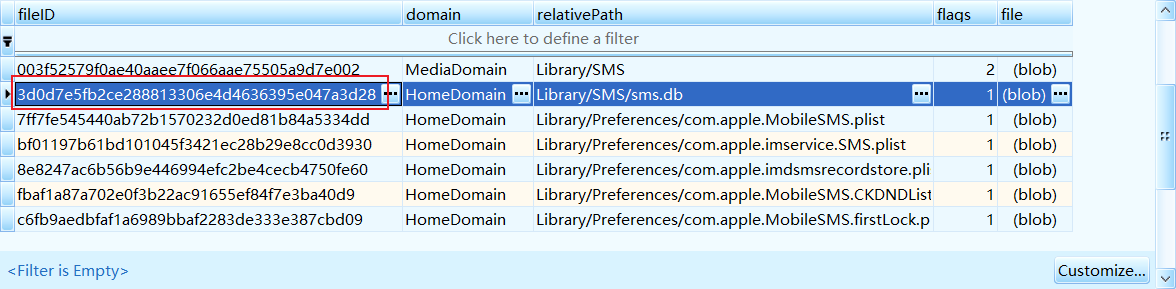 fileID domain relativePath flags file
Click here to define a filter
003f52579f0ae40aaee7f066aae75505a9d7e002 MediaDomain Library/SMS 2 (blob)
3d0d7e5fb2ce288813306e4d4636395e047a3d28 ••• HomeDomain ••• Library/SMS/sms.db ••• 1 (blob) •••
7ff7fe545440ab72b1570232d0ed81b84a5334dd HomeDomain Library/Preferences/com.apple.MobileSMS.plist 1 (blob)
bf01197b61bd101045f3421ec28b29e8cc0d3930 HomeDomain Library/Preferences/com.apple.imservice.SMS.plist 1 (blob)
8e8247ac6b56b9e446994efc2be4cecb4750fe60 HomeDomain Library/Preferences/com.apple.imdsmsrecordstore.pli 1 (blob)
fbaf1a87a702e0f3b22ac91655ef84f7e3ba40d9 HomeDomain Library/Preferences/com.apple.MobileSMS.CKDNDList 1 (blob)
c6fb9aedbfaf1a6989bbaf2283de333e387cbd09 HomeDomain Library/Preferences/com.apple.MobileSMS.firstLock.p 1 (blob)
<Filter is Empty> Customize...